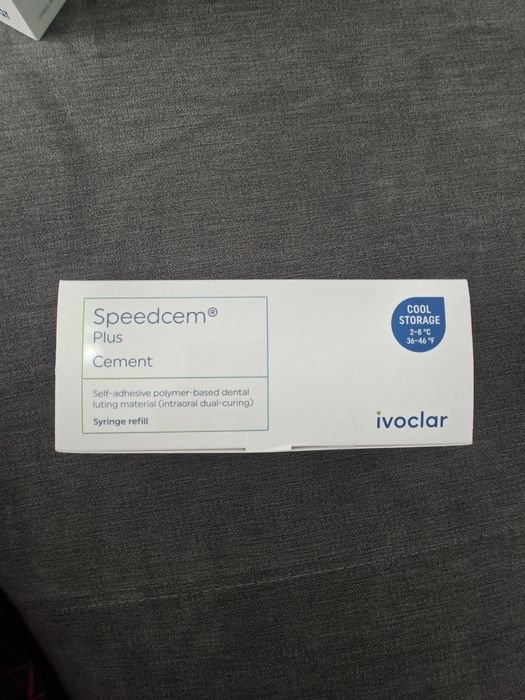 Speedcem®
Plus
Cement
Self-adhesive polymer-based dental
luting material (intraoral dual-curing)
Syringe refill
COOL
STORAGE
2-8 °C
36-46 °F
ivoclar